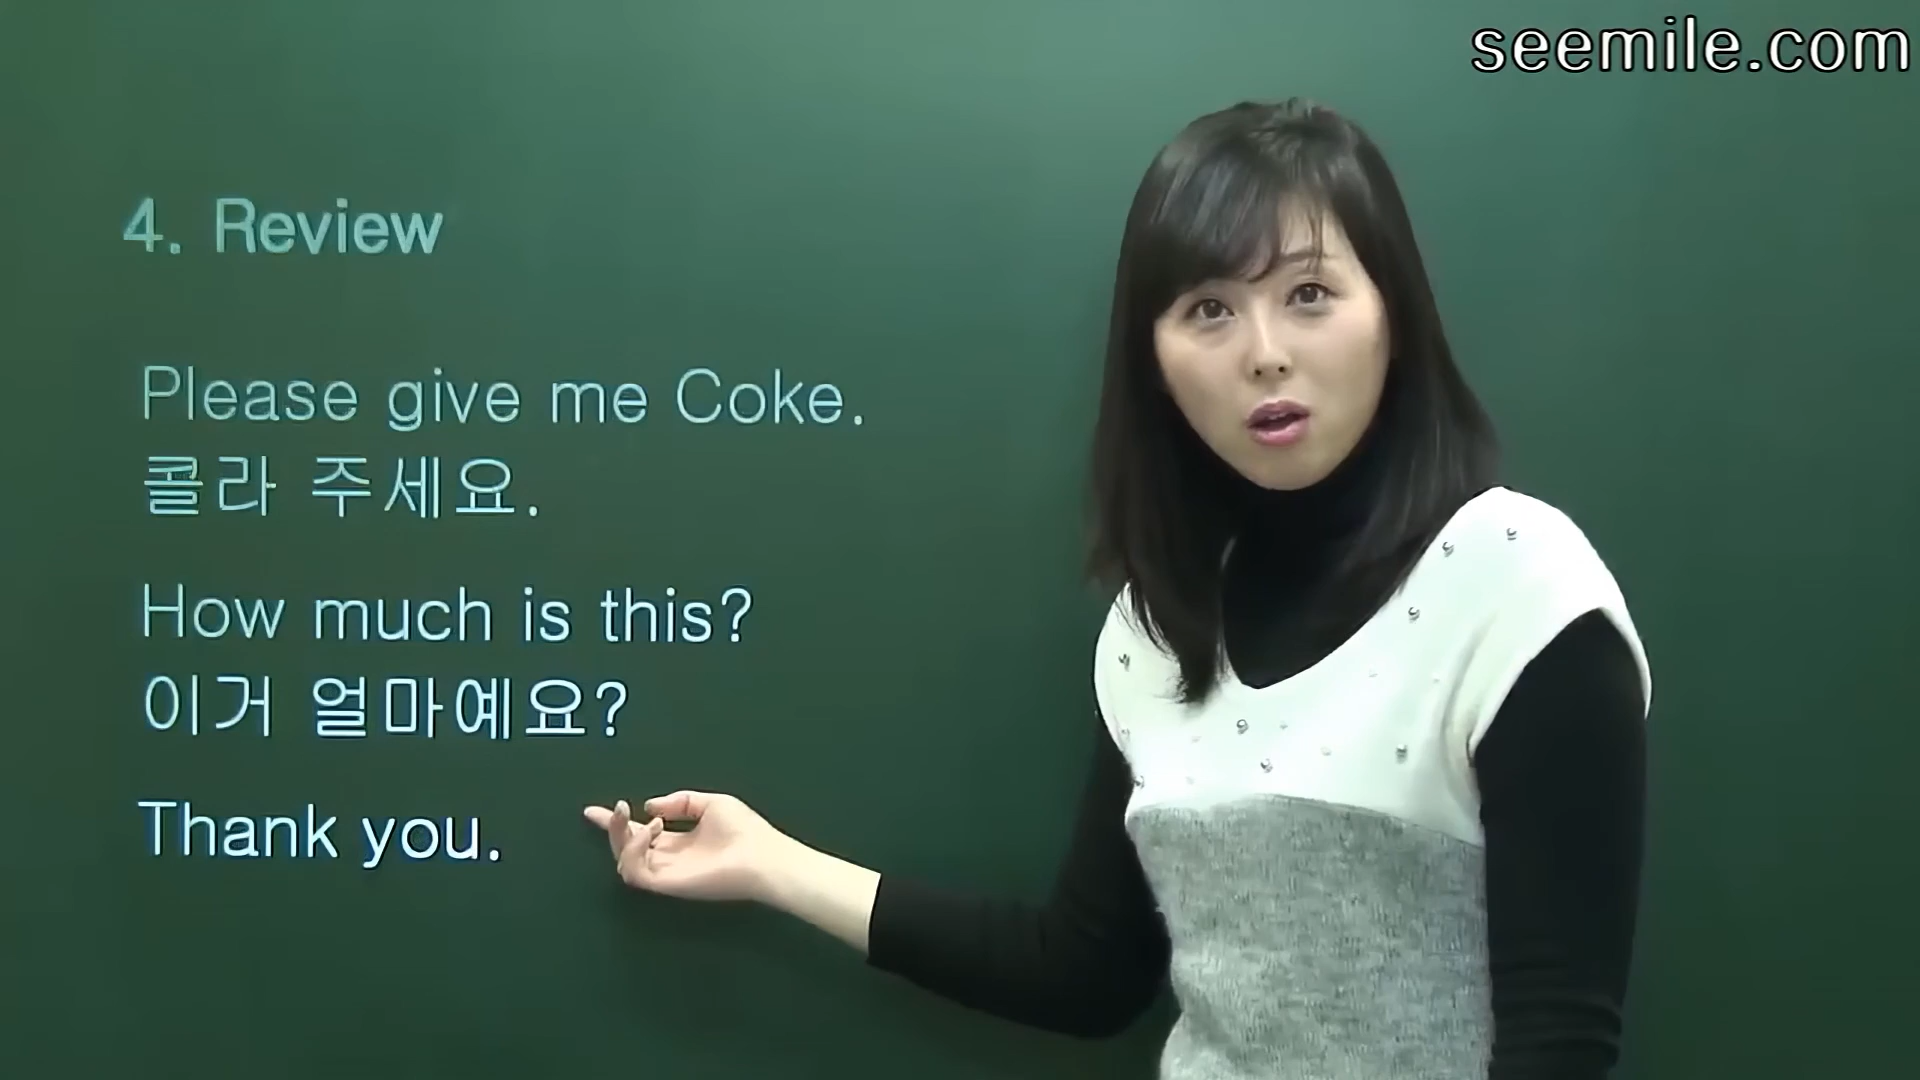 seemile.com
4. Review
Please give me Coke.
콜라 주세요.
How much is this?
이거 얼마예요?
Thank you.